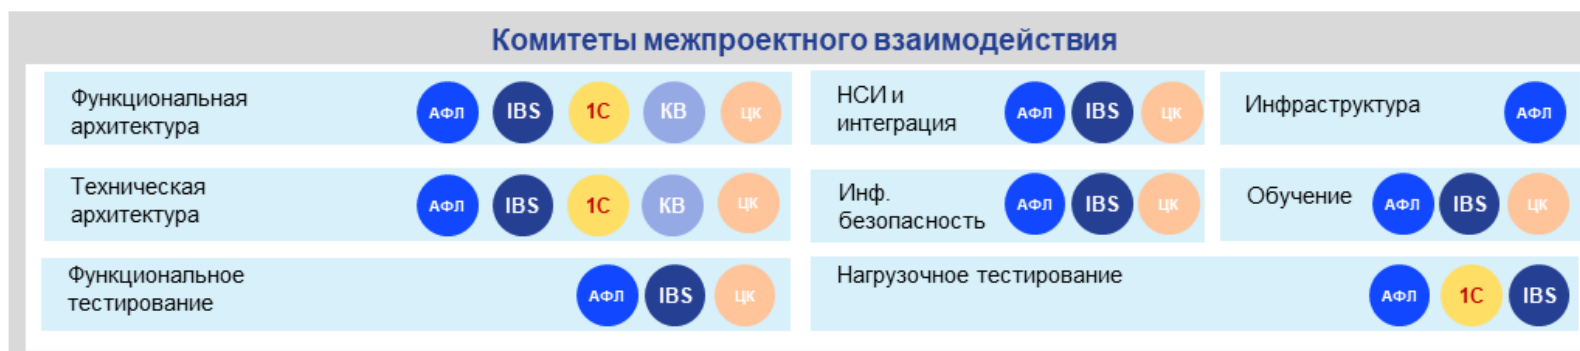 Комитеты межпроектного взаимодействия
Функциональная
архитектура
АФЛ IBS 1С КВ ЦК
НСИ и
интеграция
АФЛ IBS ЦК
Инфраструктура
АФЛ
Техническая
архитектура
АФЛ IBS 1С КВ ЦК
Инф.
безопасность
АФЛ IBS ЦК
Обучение
АФЛ IBS ЦК
Функциональное
тестирование
АФЛ IBS ЦК
Нагрузочное тестирование
АФЛ 1С IBS